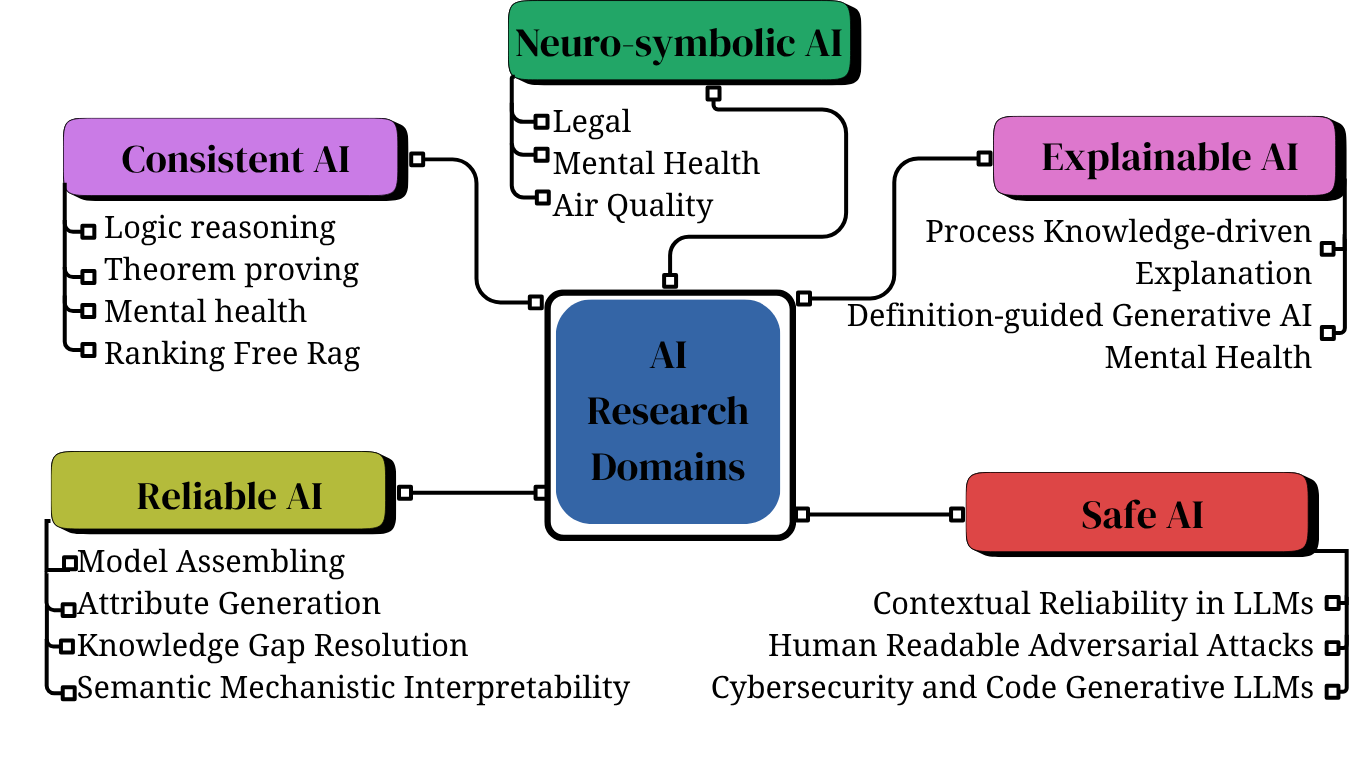 Neuro-symbolic AI
Legal
Mental Health
Air Quality
Consistent AI
Logic reasoning
Theorem proving
Mental health
Ranking Free Rag
Explainable AI
Process Knowledge-driven
Explanation
Definition-guided Generative AI
Mental Health
AI
Research
Domains
Reliable AI
Model Assembling
Attribute Generation
Knowledge Gap Resolution
Semantic Mechanistic Interpretability
Safe AI
Contextual Reliability in LLMs
Human Readable Adversarial Attacks
Cybersecurity and Code Generative LLMs